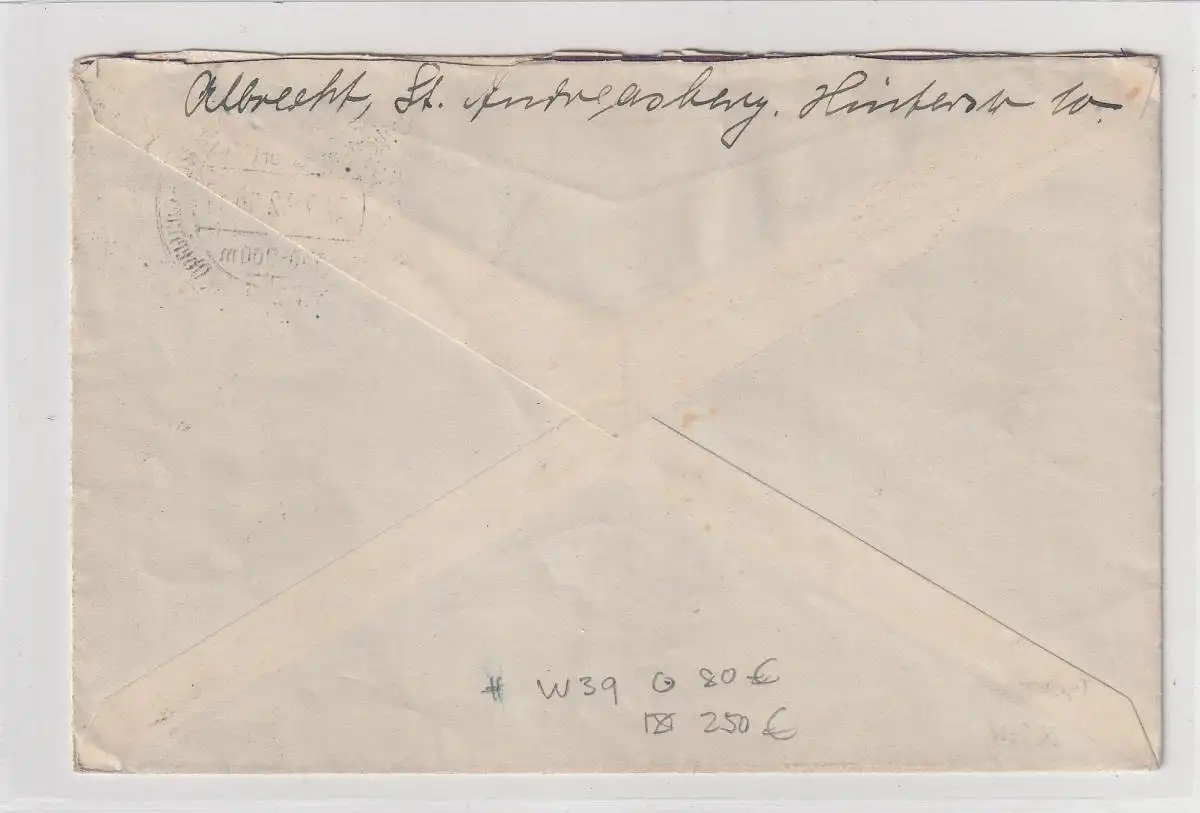 Albrecht, St. Andreasberg. Hinterstr 10.
# W39 ⊙ 80 €
⊠ 250 €